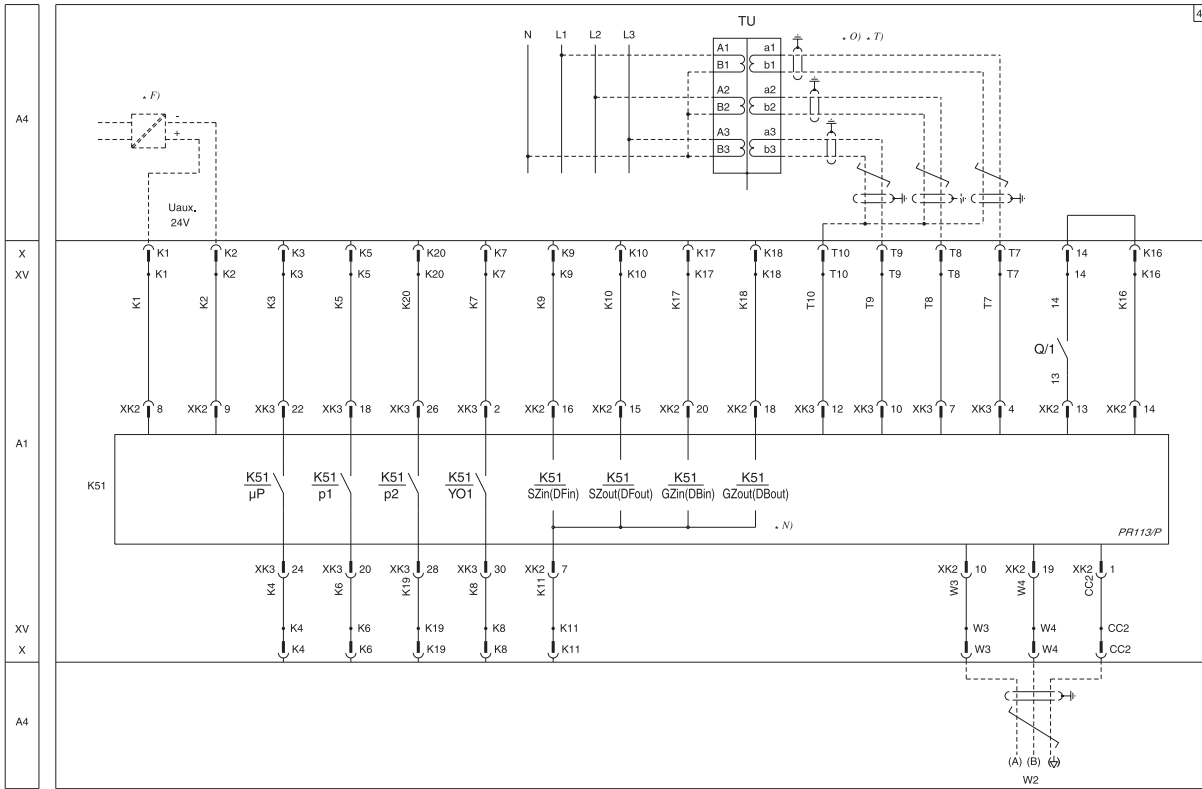 4
TU
N L1 L2 L3
A1 a1
B1 b1
* O) * T)
A2 a2
B2 b2
A3 a3
B3 b3
* F)
-
+
A4
Uaux.
24V
X K1 K2 K3 K5 K20 K7 K9 K10 K17 K18 T10 T9 T8 T7 14 K16
XV K1 K2 K3 K5 K20 K7 K9 K10 K17 K18 T10 T9 T8 T7 14 K16
K1 K2 K3 K5 K20 K7 K9 K10 K17 K18 T10 T9 T8 T7 14 K16
Q/1
13
XK2 8 XK2 9 XK3 22 XK3 18 XK3 26 XK3 2 XK2 16 XK2 15 XK2 20 XK2 18 XK3 12 XK3 10 XK3 7 XK3 4 XK2 13 XK2 14
A1
K51
K51 K51 K51 K51 K51 K51 K51 K51
µP p1 p2 YO1 SZin(DFin) SZout(DFout) GZin(DBin) GZout(DBout)
* N)
PR113/P
XK3 24 XK3 20 XK3 28 XK3 30 XK2 7 XK2 10 XK2 19 XK2 1
K4 K6 K19 K8 K11 W3 W4 CC2
XV K4 K6 K19 K8 K11 W3 W4 CC2
X K4 K6 K19 K8 K11 W3 W4 CC2
A4
(A) (B)
W2